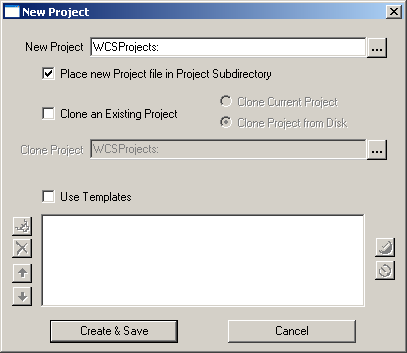 New Project
New Project WCSProjects: ...
Place new Project file in Project Subdirectory
Clone Current Project
Clone an Existing Project
Clone Project from Disk
Clone Project WCSProjects: ...
Use Templates
Create & Save Cancel